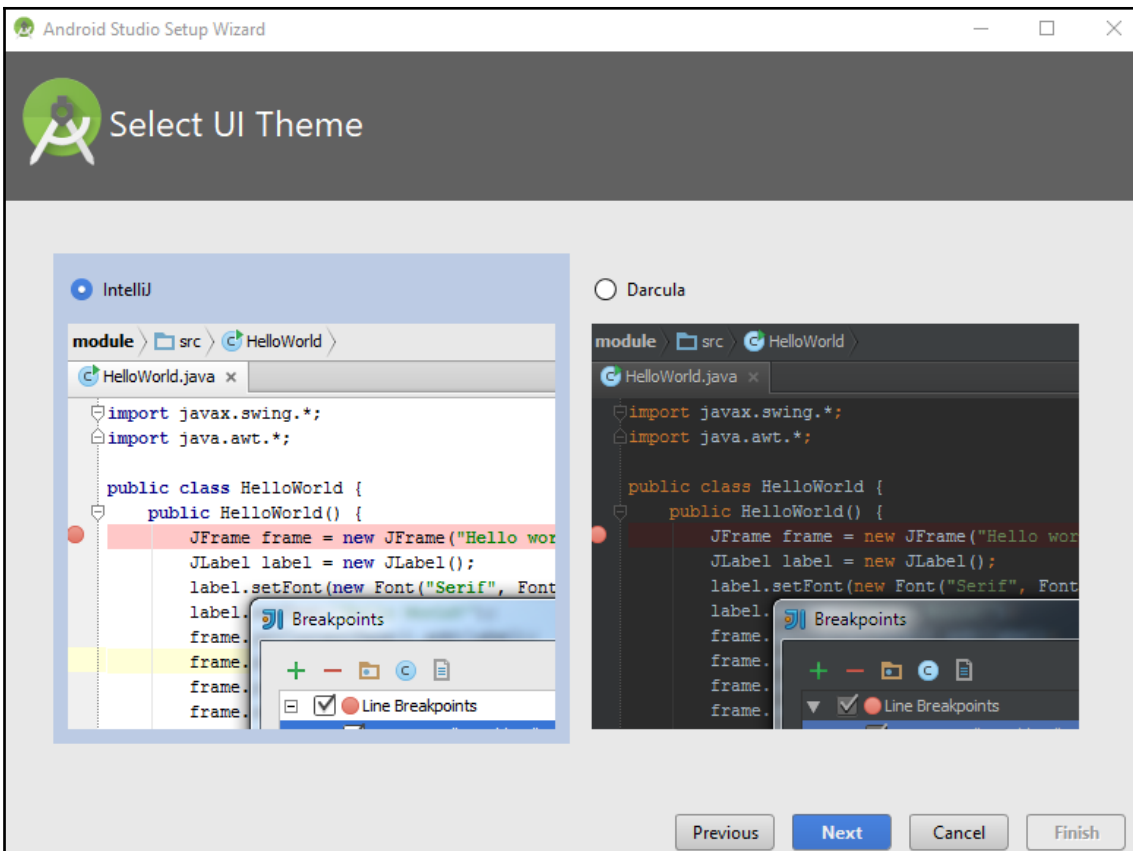 Android Studio Setup Wizard
Select UI Theme
IntelliJ
module src HelloWorld
HelloWorld.java
import javax.swing.*;
import java.awt.*;
public class HelloWorld {
public HelloWorld() {
JFrame frame = new JFrame("Hello wor
JLabel label = new JLabel();
label.setFont(new Font("Serif", Font
label.
frame.
frame.
frame.
frame.
Breakpoints
Line Breakpoints
Darcula
module src HelloWorld
HelloWorld.java
import javax.swing.*;
import java.awt.*;
public class HelloWorld {
public HelloWorld() {
JFrame frame = new JFrame("Hello wor
JLabel label = new JLabel();
label.setFont(new Font("Serif", Font
label.
frame.
frame.
frame.
frame.
Breakpoints
Line Breakpoints
Previous Next Cancel Finish